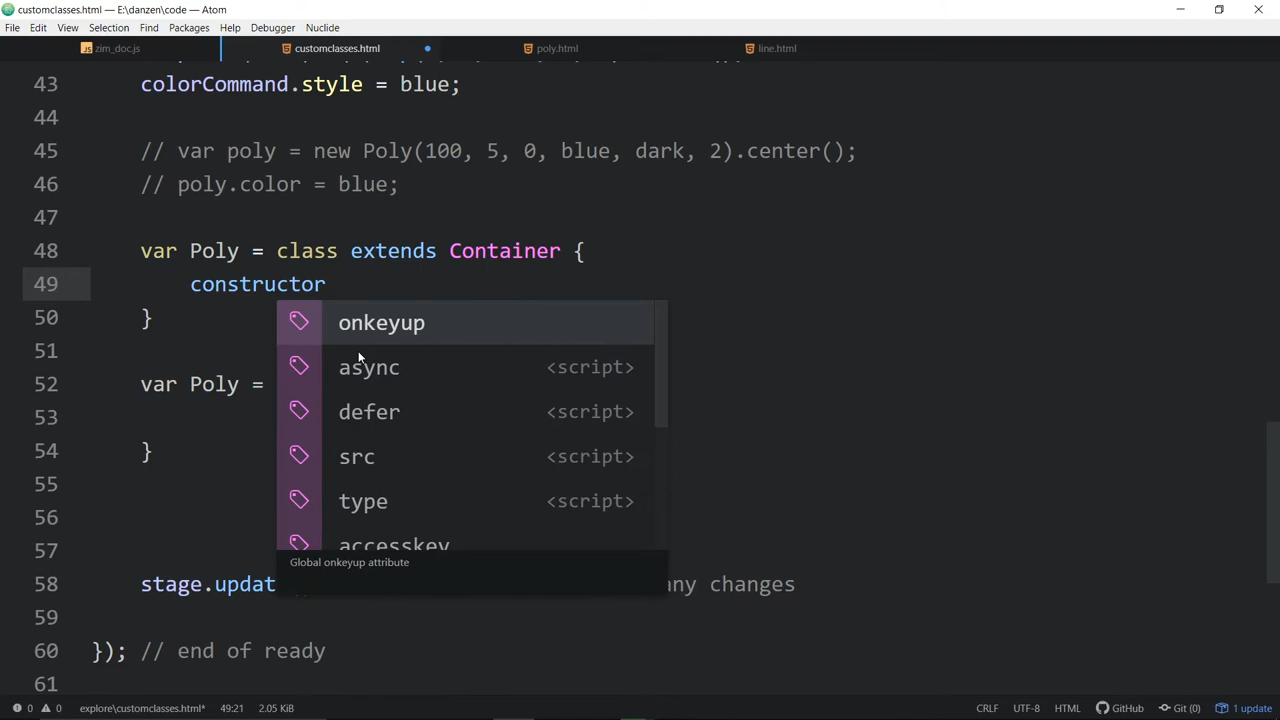 customclasses.html — E:\danzen\code — Atom
File Edit View Selection Find Packages Help Debugger Nuclide
zim_doc.js customclasses.html poly.html line.html
43 colorCommand.style = blue;
44
45 // var poly = new Poly(100, 5, 0, blue, dark, 2).center();
46 // poly.color = blue;
47
48 var Poly = class extends Container {
49 constructor
50 }
51
52 var Poly =
53
54 }
55
56
57
58 stage.updat any changes
59
60 }); // end of ready
61
onkeyup
async <script>
defer <script>
src <script>
type <script>
accesskey
Global onkeyup attribute
0 0 explore\customclasses.html* 49:21 2.05 KiB CRLF UTF-8 HTML GitHub Git (0) 1 update